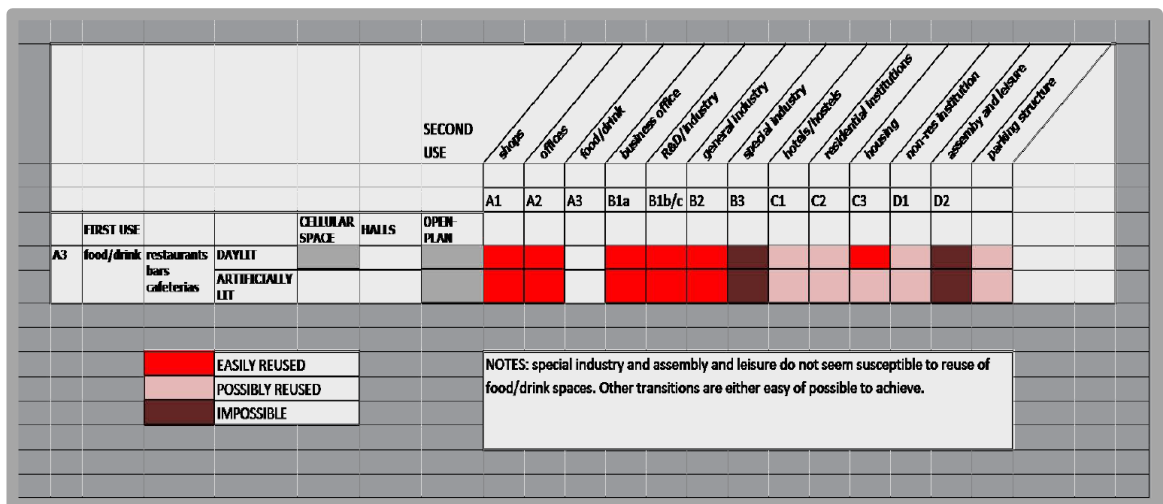 SECOND
USE
shops
offices
food/drink
business office
R&D/industry
general industry
special industry
hotels/hostels
residential institutions
housing
non-res institution
assemby and leisure
parking structure
A1 A2 A3 B1a B1b/c B2 B3 C1 C2 C3 D1 D2
FIRST USE CELLULAR SPACE HALLS OPEN-PLAN
A3 food/drink restaurants bars cafeterias DAYLIT
ARTIFICIALLY LIT
EASILY REUSED
POSSIBLY REUSED
IMPOSSIBLE
NOTES: special industry and assembly and leisure do not seem susceptible to reuse of
food/drink spaces. Other transitions are either easy of possible to achieve.